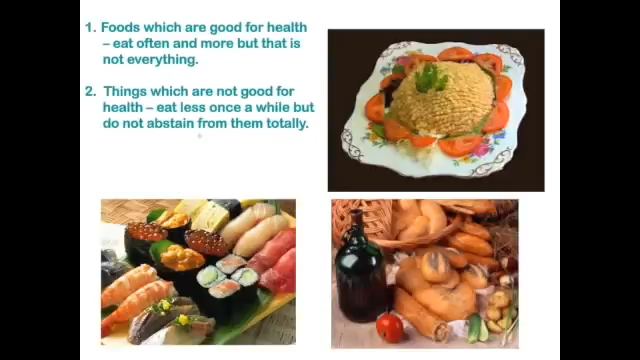 1. Foods which are good for health
– eat often and more but that is
not everything.
2. Things which are not good for
health – eat less once a while but
do not abstain from them totally.